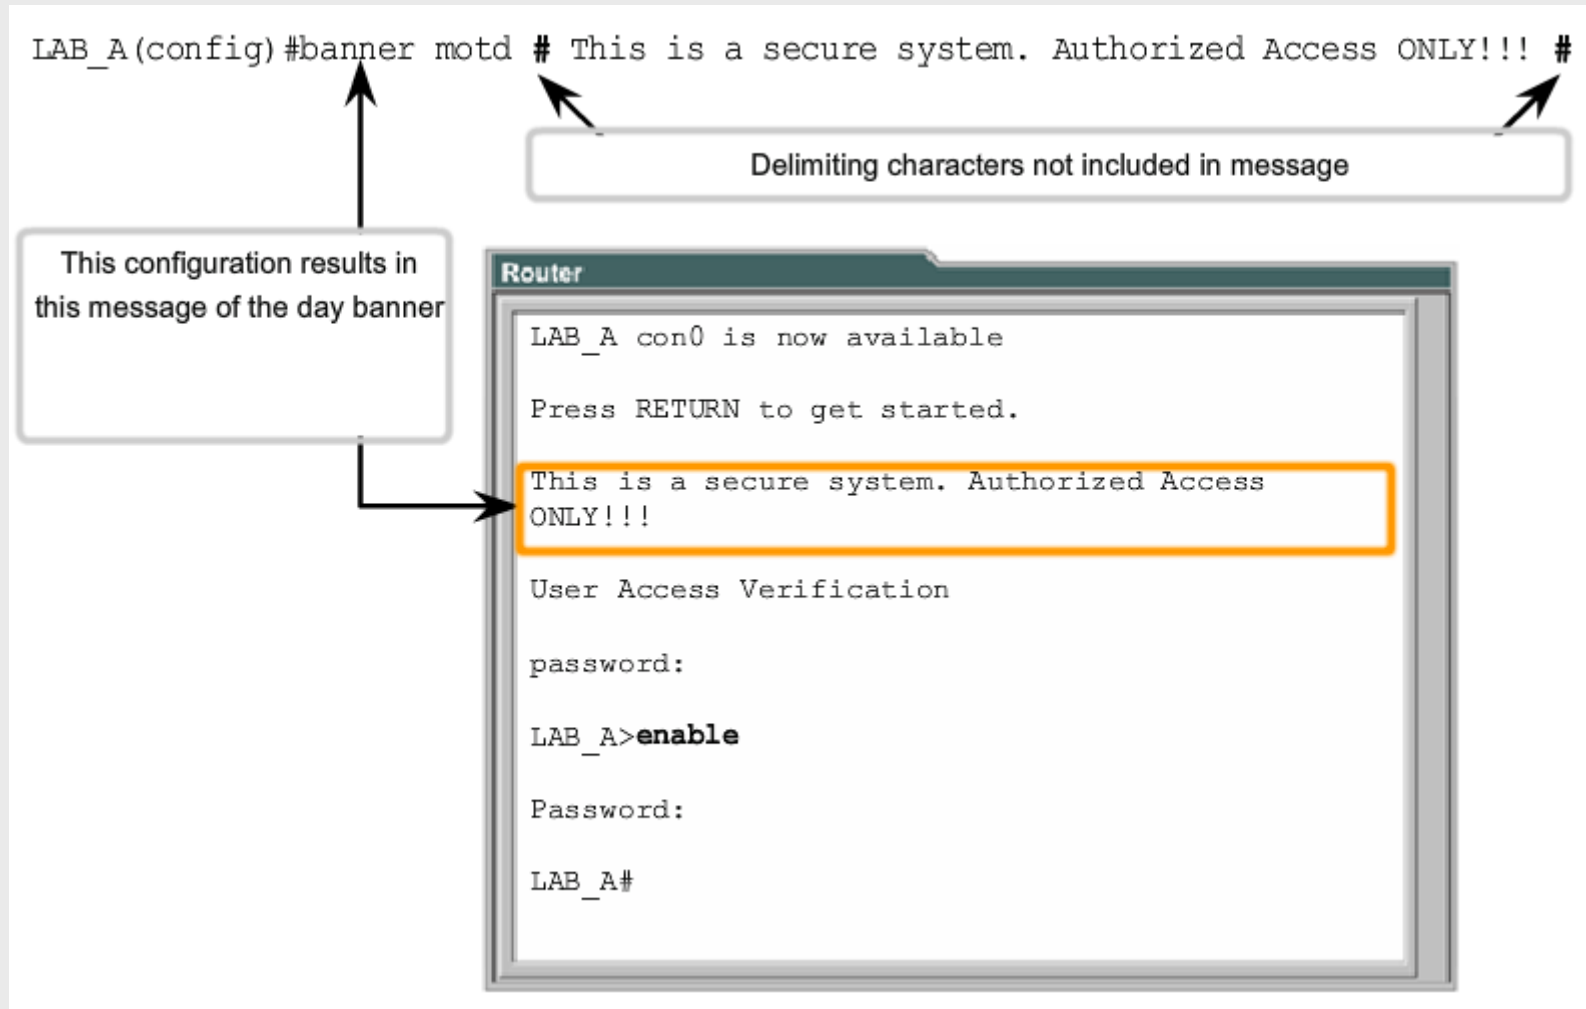 LAB_A(config)#banner motd # This is a secure system. Authorized Access ONLY!!! #
Delimiting characters not included in message
This configuration results in
this message of the day banner
Router
LAB_A con0 is now available
Press RETURN to get started.
This is a secure system. Authorized Access
ONLY!!!
User Access Verification
password:
LAB_A>enable
Password:
LAB_A#